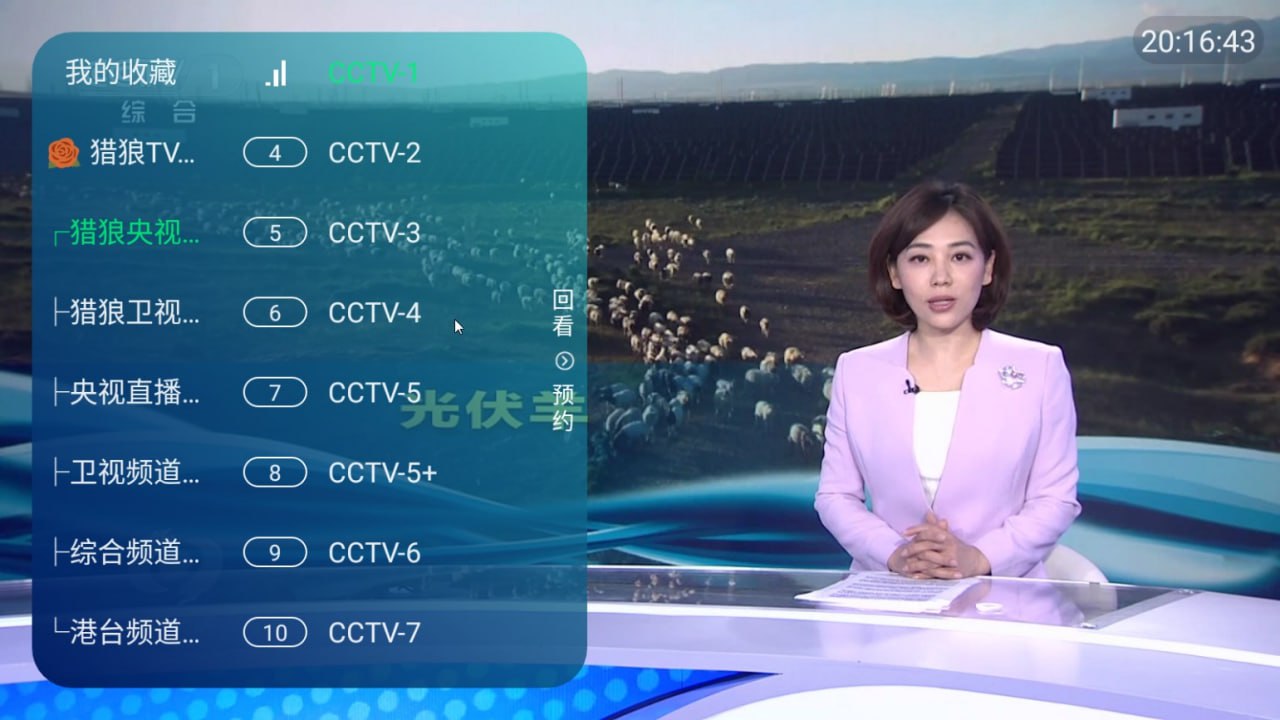 20:16:43
我的收藏 CCTV-1
综 合
猎狼TV... 4 CCTV-2
┌猎狼央视... 5 CCTV-3
├猎狼卫视... 6 CCTV-4
├央视直播... 7 CCTV-5
├卫视频道... 8 CCTV-5+
├综合频道... 9 CCTV-6
└港台频道... 10 CCTV-7
回看
预约
光伏羊